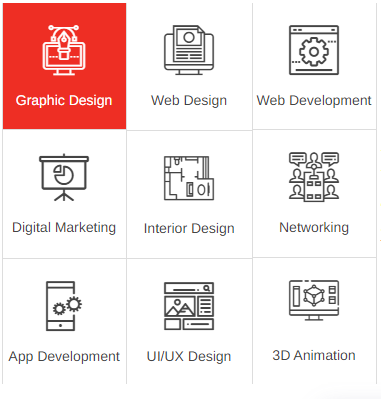 Graphic Design
Web Design
Web Development
Digital Marketing
Interior Design
Networking
App Development
UI/UX Design
3D Animation